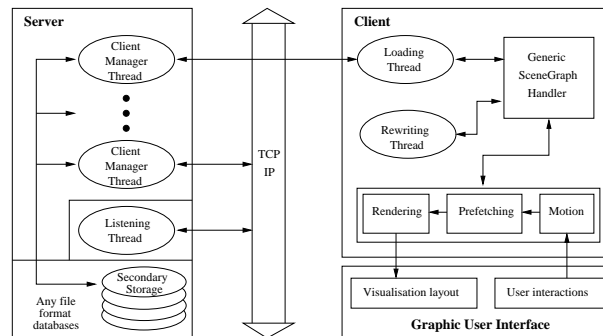 Server
Client
Manager
Thread
Client
Manager
Thread
Listening
Thread
Secondary
Storage
Any file
format
databases
TCP
IP
Client
Loading
Thread
Generic
SceneGraph
Handler
Rewriting
Thread
Rendering
Prefetching
Motion
Visualisation layout
User interactions
Graphic User Interface